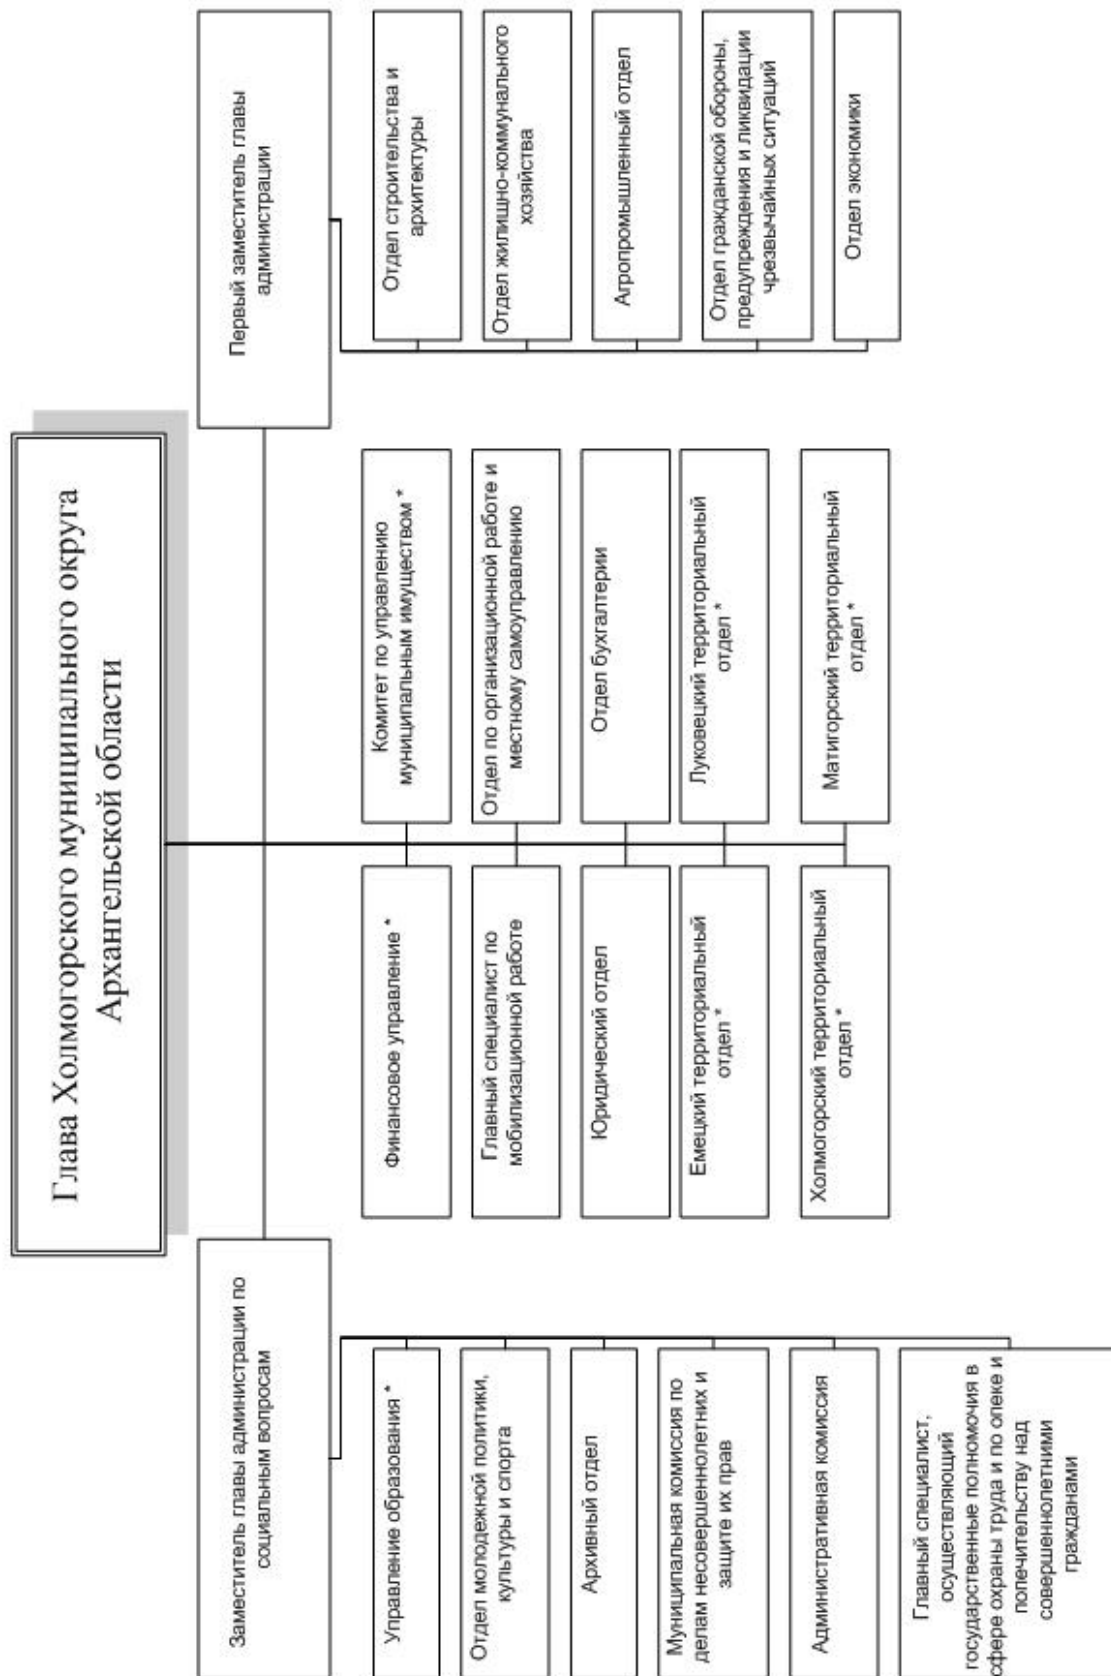 Глава Холмогорского муниципального округа
Архангельской области
Заместитель главы администрации по
социальным вопросам
Первый заместитель главы
администрации
Управление образования *
Отдел молодежной политики,
культуры и спорта
Архивный отдел
Муниципальная комиссия по
делам несовершеннолетних и
защите их прав
Административная комиссия
Главный специалист,
осуществляющий
государственные полномочия в
сфере охраны труда и по опеке и
попечительству над
совершеннолетними
гражданами
Финансовое управление *
Главный специалист по
мобилизационной работе
Юридический отдел
Емецкий территориальный
отдел *
Холмогорский территориальный
отдел *
Комитет по управлению
муниципальным имуществом *
Отдел по организационной работе и
местному самоуправлению
Отдел бухгалтерии
Луковецкий территориальный
отдел *
Матигорский территориальный
отдел *
Отдел строительства и
архитектуры
Отдел жилищно-коммунального
хозяйства
Агропромышленный отдел
Отдел гражданской обороны,
предупреждения и ликвидации
чрезвычайных ситуаций
Отдел экономики